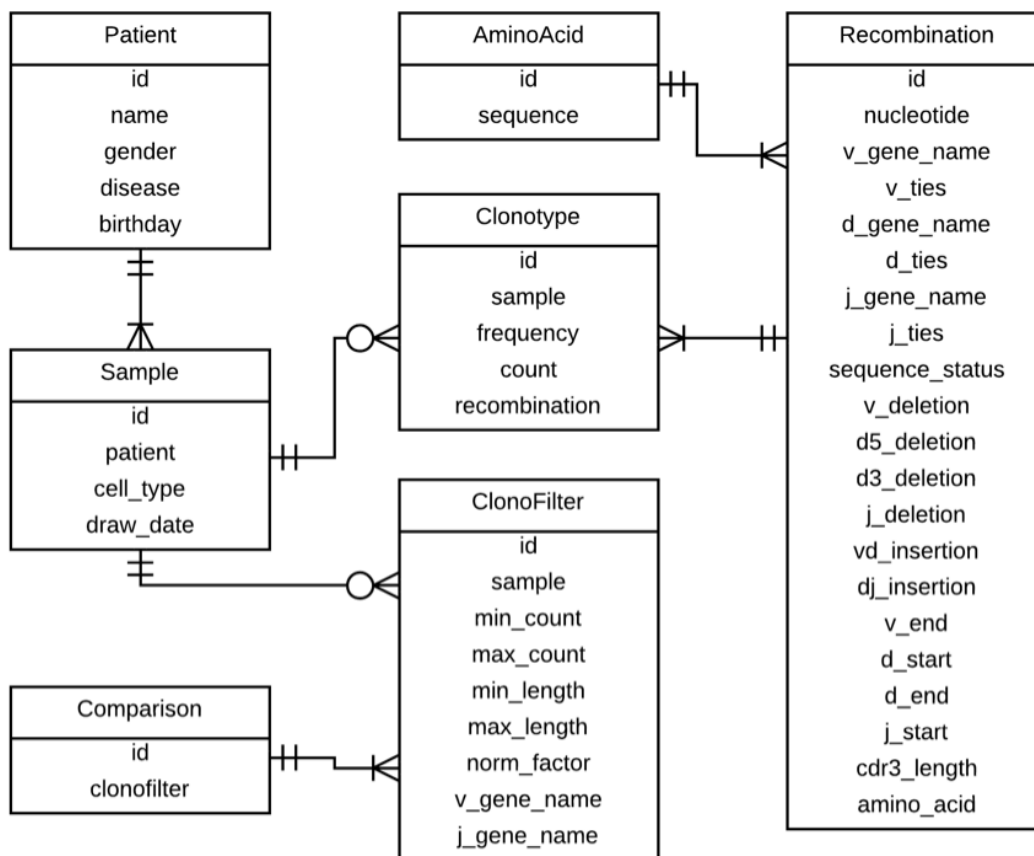 Patient
id
name
gender
disease
birthday
Sample
id
patient
cell_type
draw_date
Comparison
id
clonofilter
AminoAcid
id
sequence
Clonotype
id
sample
frequency
count
recombination
ClonoFilter
id
sample
min_count
max_count
min_length
max_length
norm_factor
v_gene_name
j_gene_name
Recombination
id
nucleotide
v_gene_name
v_ties
d_gene_name
d_ties
j_gene_name
j_ties
sequence_status
v_deletion
d5_deletion
d3_deletion
j_deletion
vd_insertion
dj_insertion
v_end
d_start
d_end
j_start
cdr3_length
amino_acid